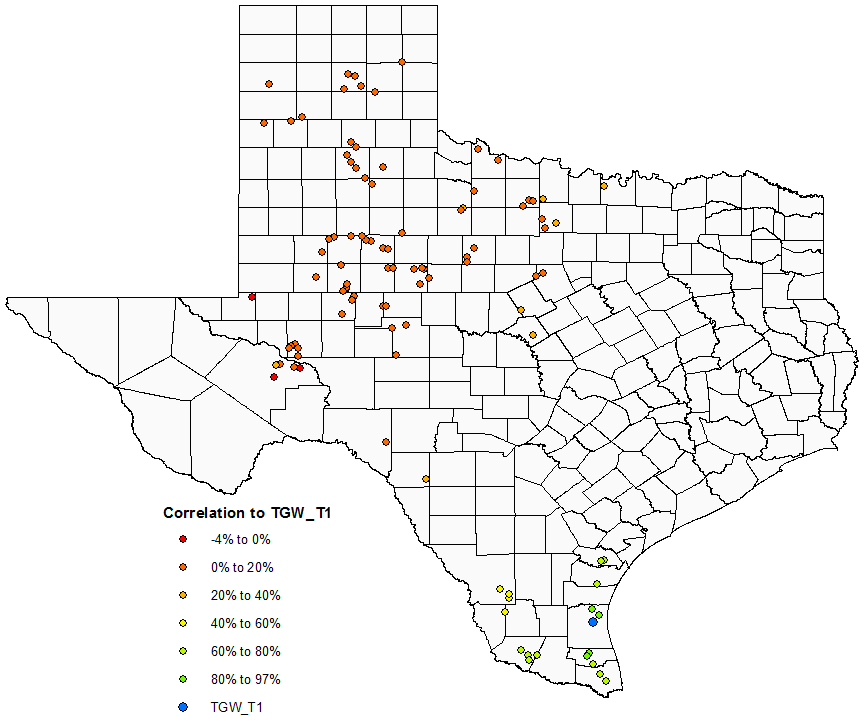 Correlation to TGW_T1
-4% to 0%
0% to 20%
20% to 40%
40% to 60%
60% to 80%
80% to 97%
TGW_T1